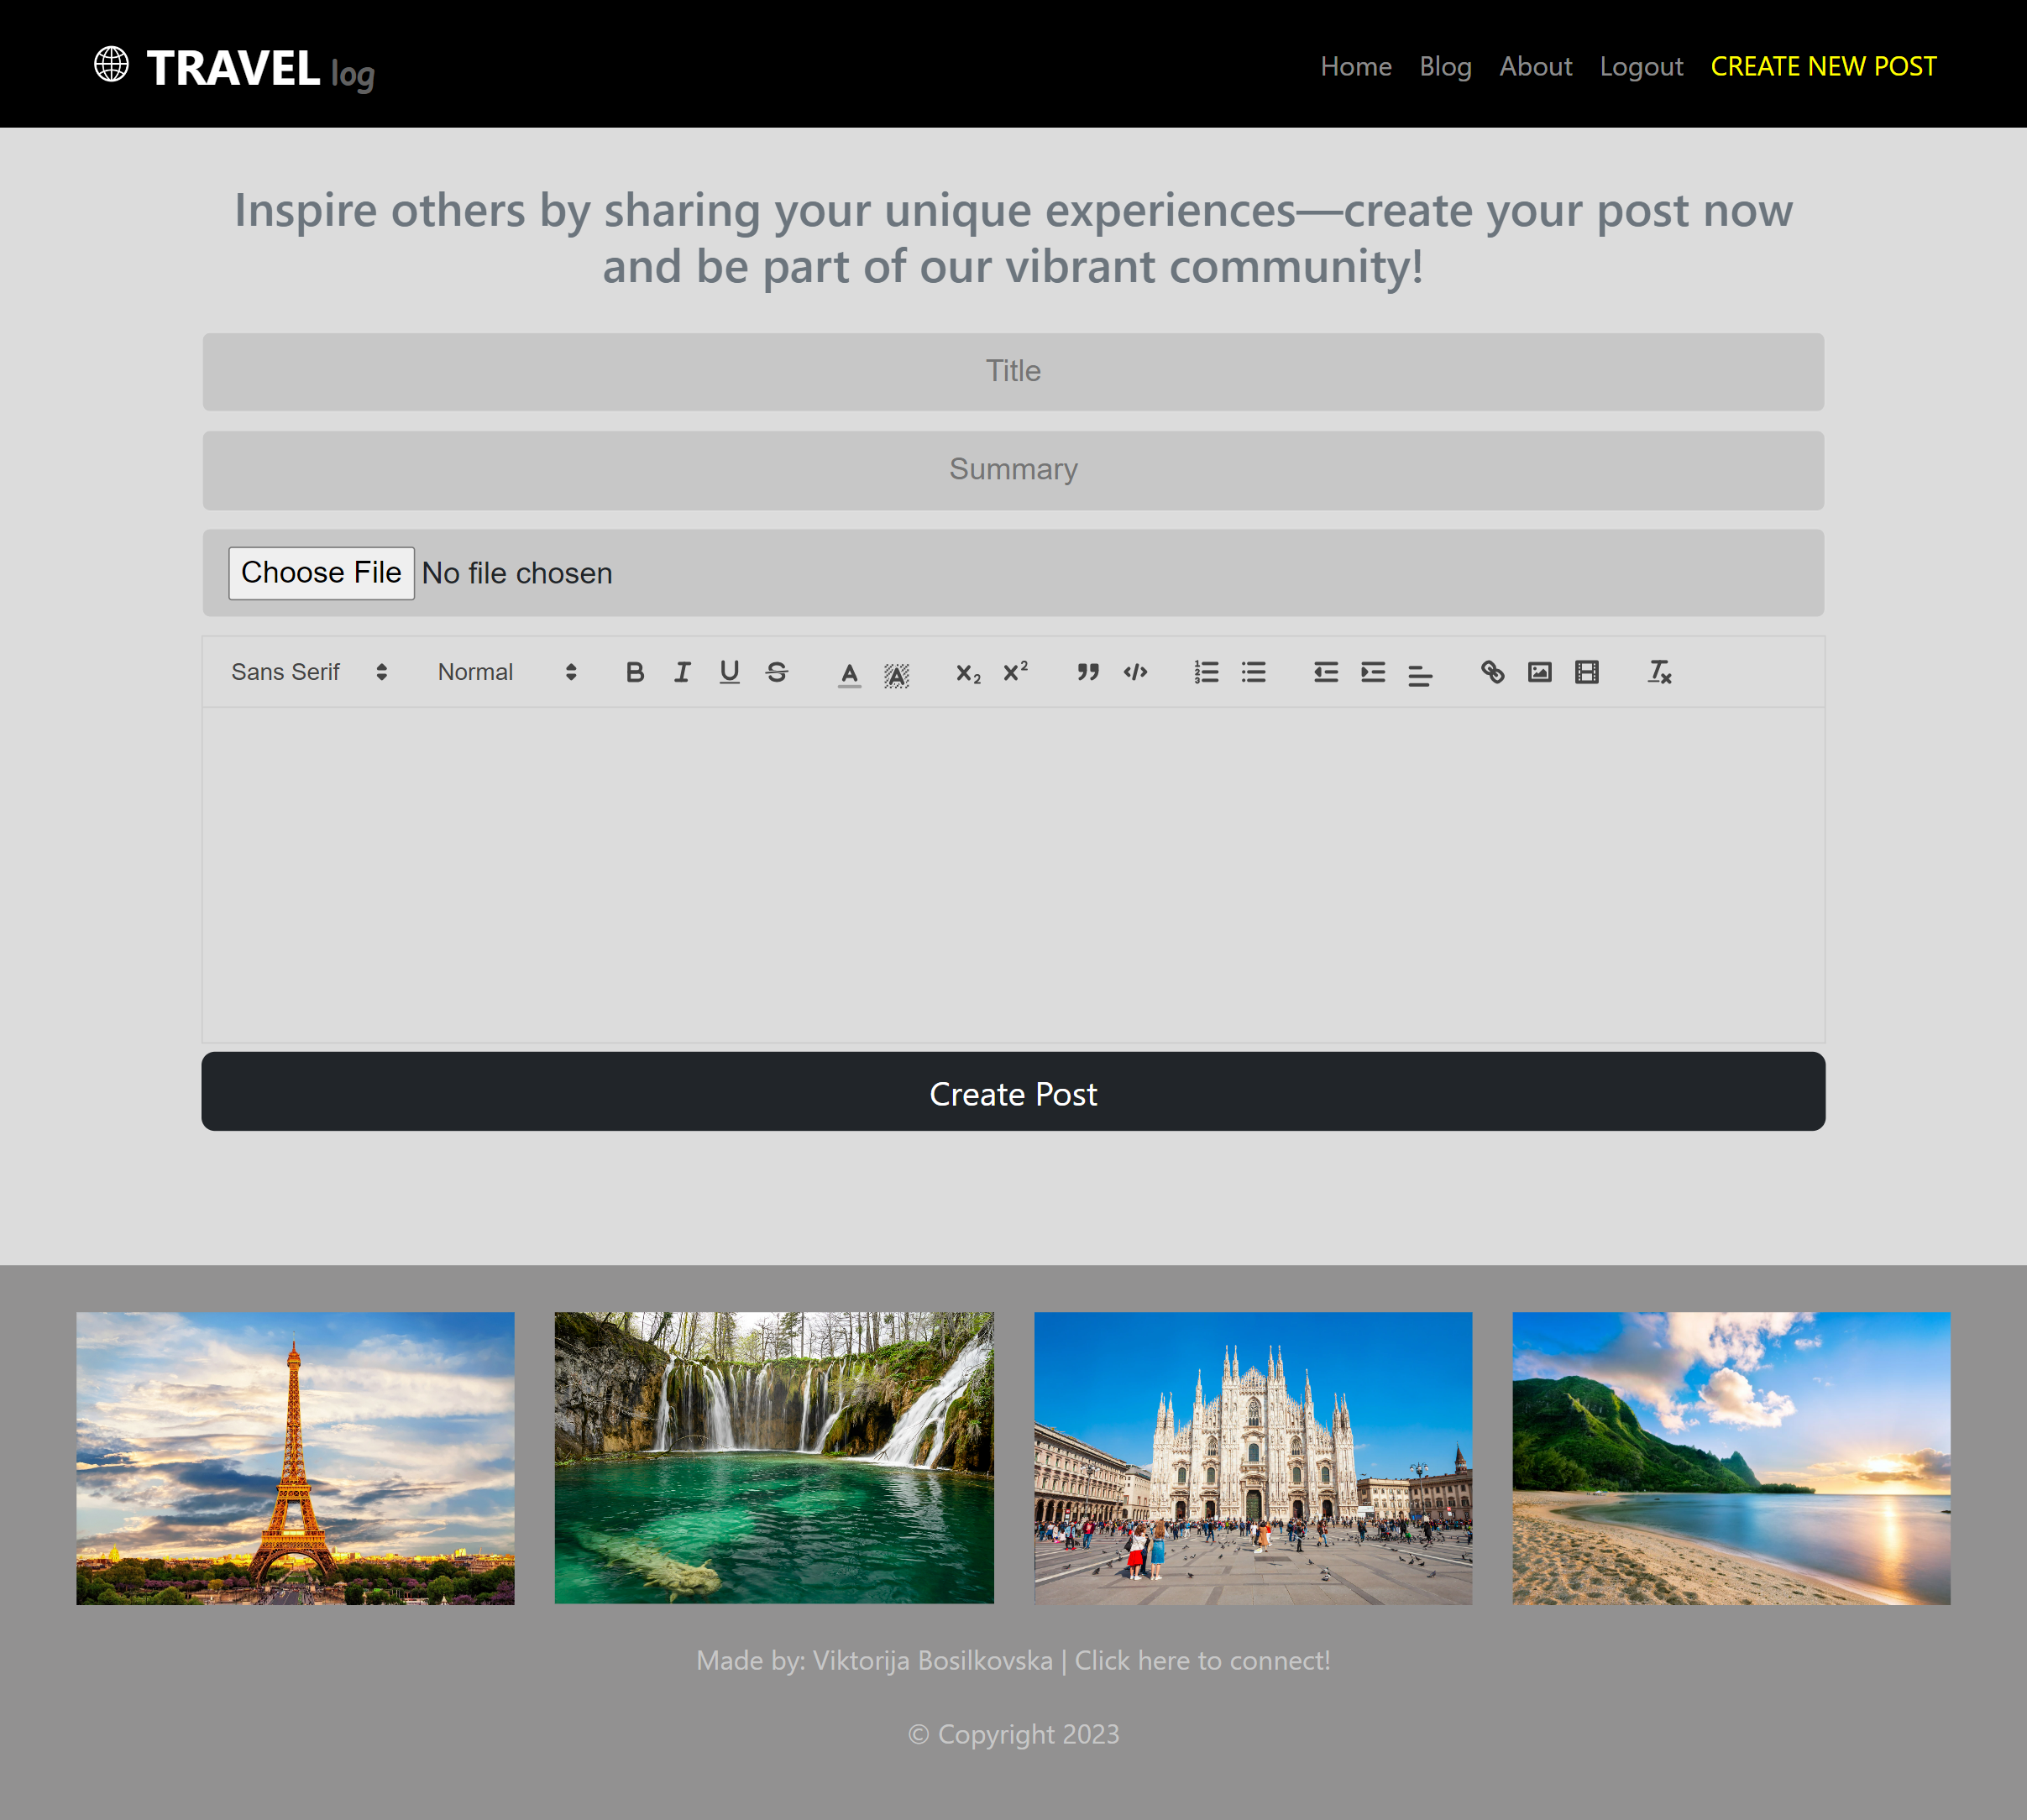 TRAVEL log
Home Blog About Logout CREATE NEW POST
Inspire others by sharing your unique experiences—create your post now
and be part of our vibrant community!
Title
Summary
Choose File No file chosen
Sans Serif Normal
Create Post
Made by: Viktorija Bosilkovska | Click here to connect!
© Copyright 2023